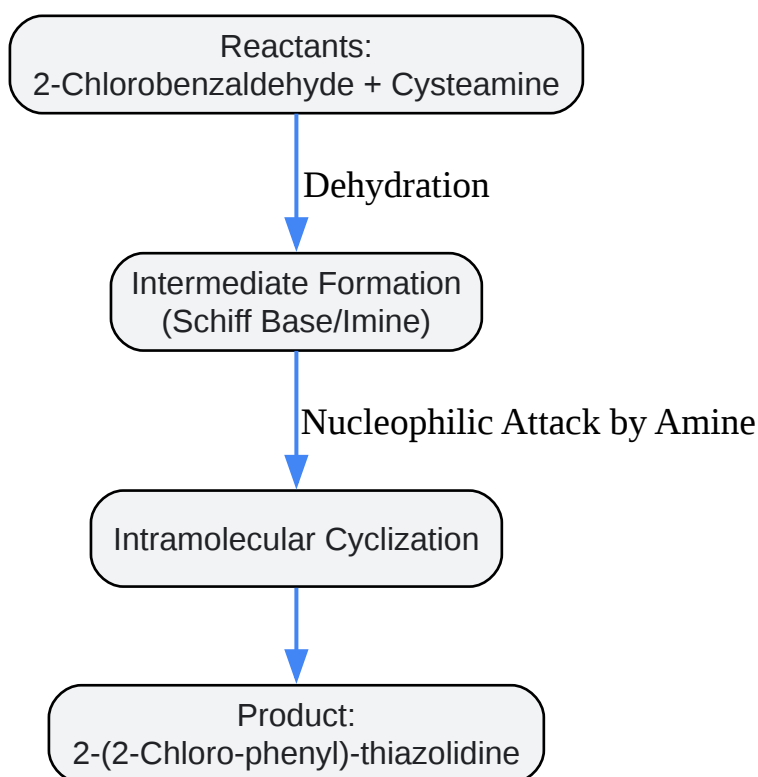 Reactants:
2-Chlorobenzaldehyde + Cysteamine
Dehydration
Intermediate Formation
(Schiff Base/Imine)
Nucleophilic Attack by Amine
Intramolecular Cyclization
Product:
2-(2-Chloro-phenyl)-thiazolidine